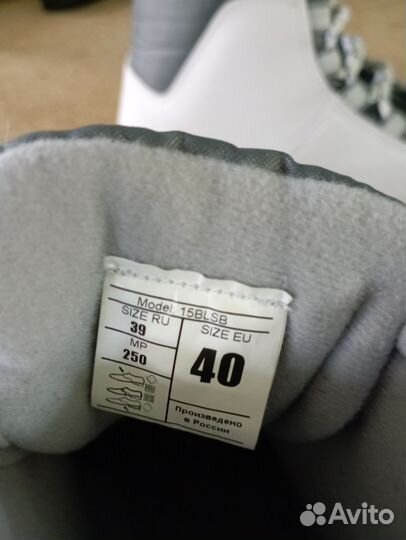 Model 15BLSB
SIZE RU
39
MP
250
SIZE EU
40
Произведено
в России
Avito